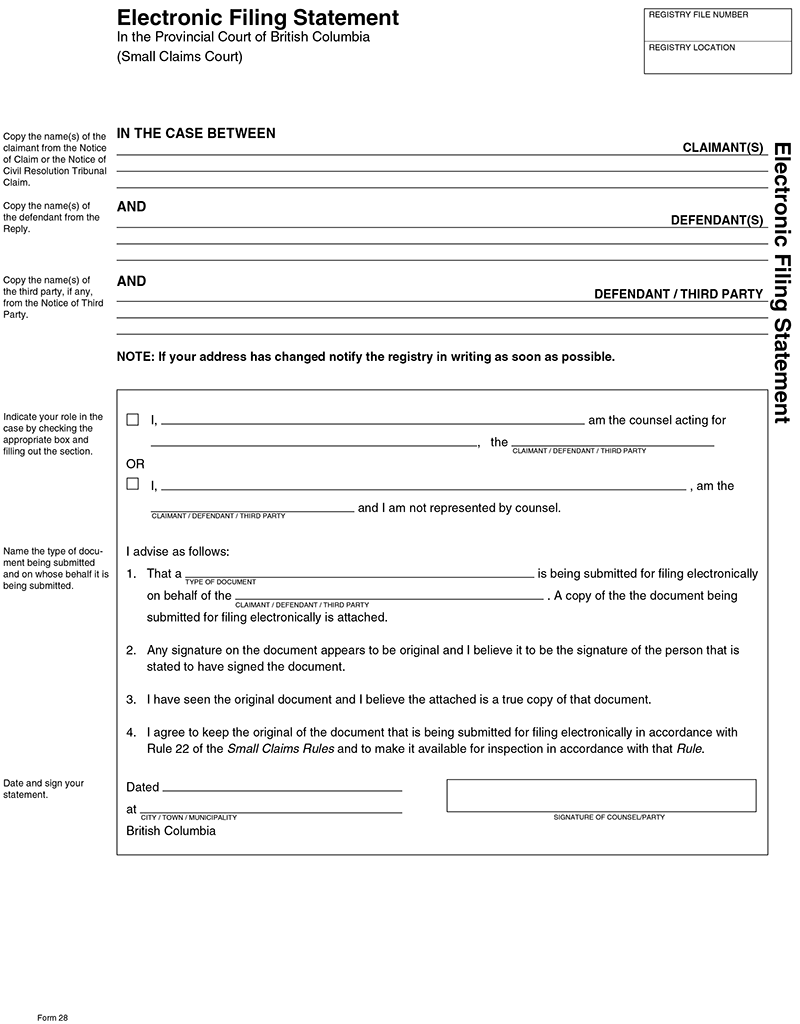 Electronic Filing Statement
In the Provincial Court of British Columbia
(Small Claims Court)
REGISTRY FILE NUMBER
REGISTRY LOCATION
Electronic Filing Statement
Copy the name(s) of the
claimant from the Notice
of Claim or the Notice of
Civil Resolution Tribunal
Claim.
IN THE CASE BETWEEN
CLAIMANT(S)
Copy the name(s) of
the defendant from the
Reply.
AND
DEFENDANT(S)
Copy the name(s) of
the third party, if any,
from the Notice of Third
Party.
AND
DEFENDANT / THIRD PARTY
NOTE: If your address has changed notify the registry in writing as soon as possible.
Indicate your role in the
case by checking the
appropriate box and
filling out the section.
I, am the counsel acting for
, the
CLAIMANT / DEFENDANT / THIRD PARTY
OR
I, , am the
and I am not represented by counsel.
CLAIMANT / DEFENDANT / THIRD PARTY
Name the type of docu-
ment being submitted
and on whose behalf it is
being submitted.
I advise as follows:
1. That a is being submitted for filing electronically
TYPE OF DOCUMENT
on behalf of the . A copy of the the document being
CLAIMANT / DEFENDANT / THIRD PARTY
submitted for filing electronically is attached.
2. Any signature on the document appears to be original and I believe it to be the signature of the person that is
stated to have signed the document.
3. I have seen the original document and I believe the attached is a true copy of that document.
4. I agree to keep the original of the document that is being submitted for filing electronically in accordance with
Rule 22 of the Small Claims Rules and to make it available for inspection in accordance with that Rule.
Date and sign your
statement.
Dated
at
CITY / TOWN / MUNICIPALITY
British Columbia
SIGNATURE OF COUNSEL/PARTY
Form 28